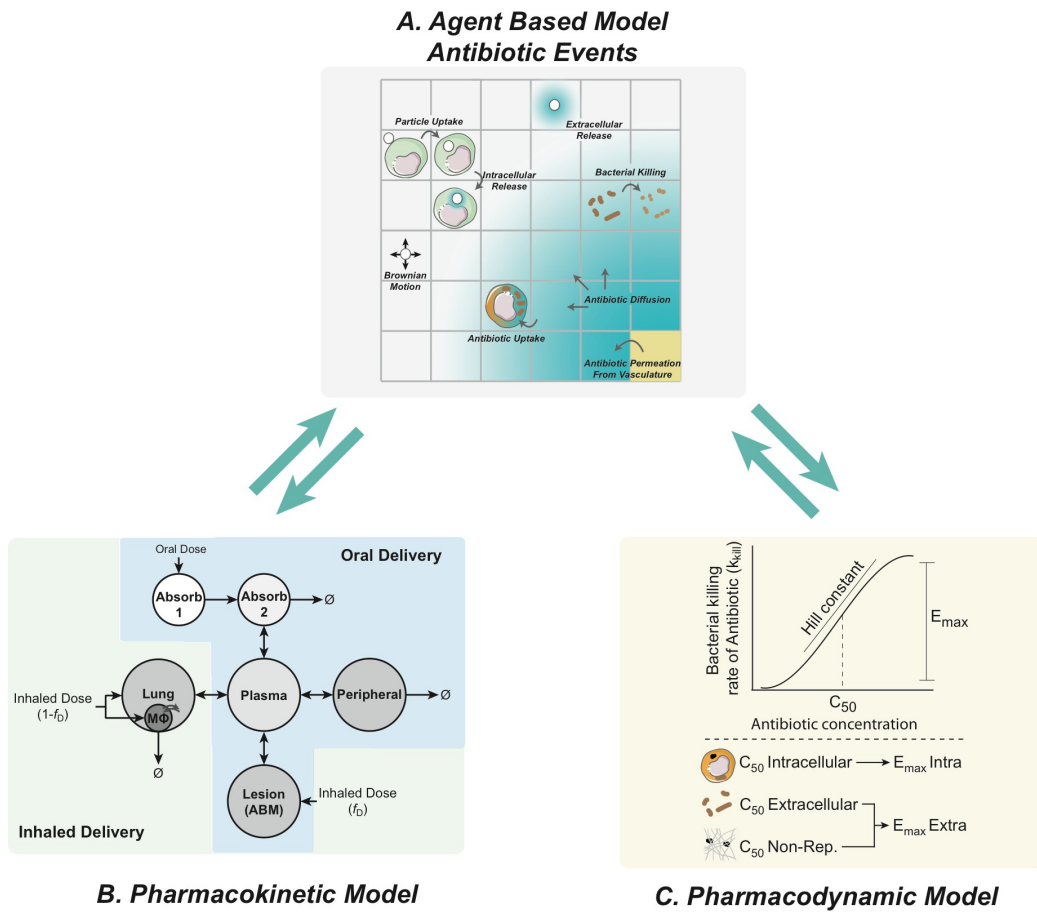 A. Agent Based Model
Antibiotic Events
Particle Uptake
Extracellular
Release
Intracellular
Release
Bacterial Killing
Brownian
Motion
Antibiotic Diffusion
Antibiotic Uptake
Antibiotic Permeation
From Vasculature
Oral Dose
Oral Delivery
Absorb
1
Absorb
2
Ø
Inhaled Dose
(1-fD)
Lung
MΦ
Plasma
Peripheral
Ø
Ø
Lesion
(ABM)
Inhaled Dose
(fD)
Inhaled Delivery
B. Pharmacokinetic Model
Bacterial killing
rate of Antibiotic (kkill)
Hill constant
Emax
C50
Antibiotic concentration
C50 Intracellular
Emax Intra
C50 Extracellular
Emax Extra
C50 Non-Rep.
C. Pharmacodynamic Model